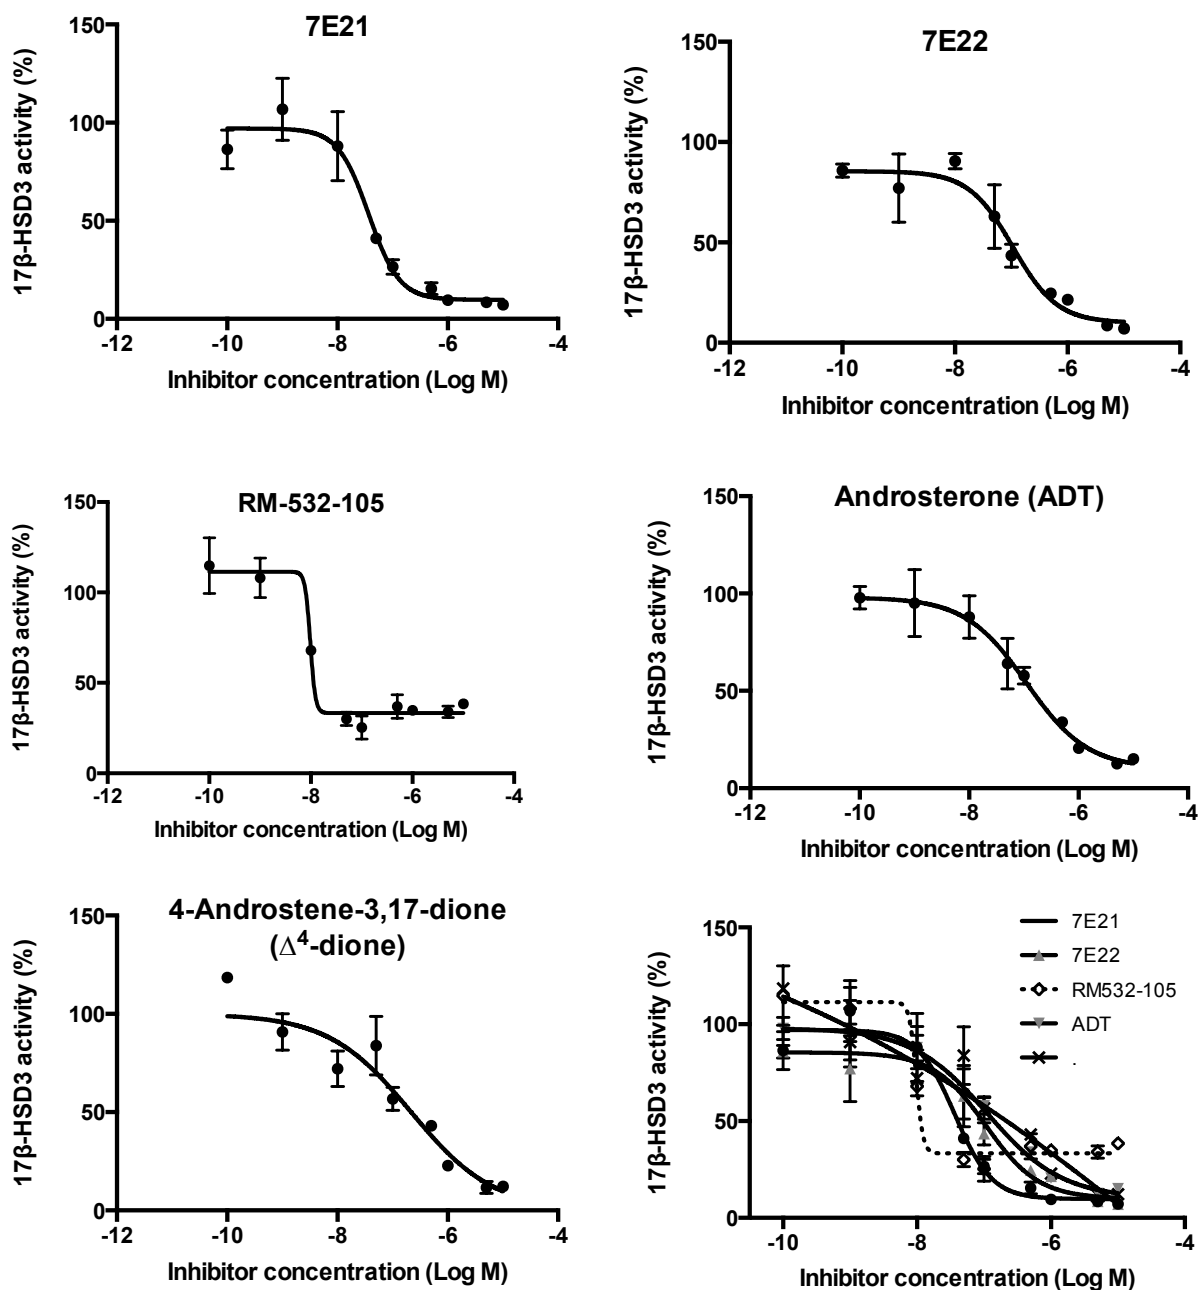 7E21
17β-HSD3 activity (%)
150
100
50
0
-12 -10 -8 -6 -4
Inhibitor concentration (Log M)
7E22
17β-HSD3 activity (%)
150
100
50
0
-12 -10 -8 -6 -4
Inhibitor concentration (Log M)
RM-532-105
17β-HSD3 activity (%)
150
100
50
0
-12 -10 -8 -6 -4
Inhibitor concentration (Log M)
Androsterone (ADT)
17β-HSD3 activity (%)
150
100
50
0
-12 -10 -8 -6 -4
Inhibitor concentration (Log M)
4-Androstene-3,17-dione
(Δ⁴-dione)
17β-HSD3 activity (%)
150
100
50
0
-12 -10 -8 -6 -4
Inhibitor concentration (Log M)
17β-HSD3 activity (%)
150
100
50
0
-10 -8 -6 -4
Inhibitor concentration (Log M)
7E21
7E22
RM532-105
ADT
.